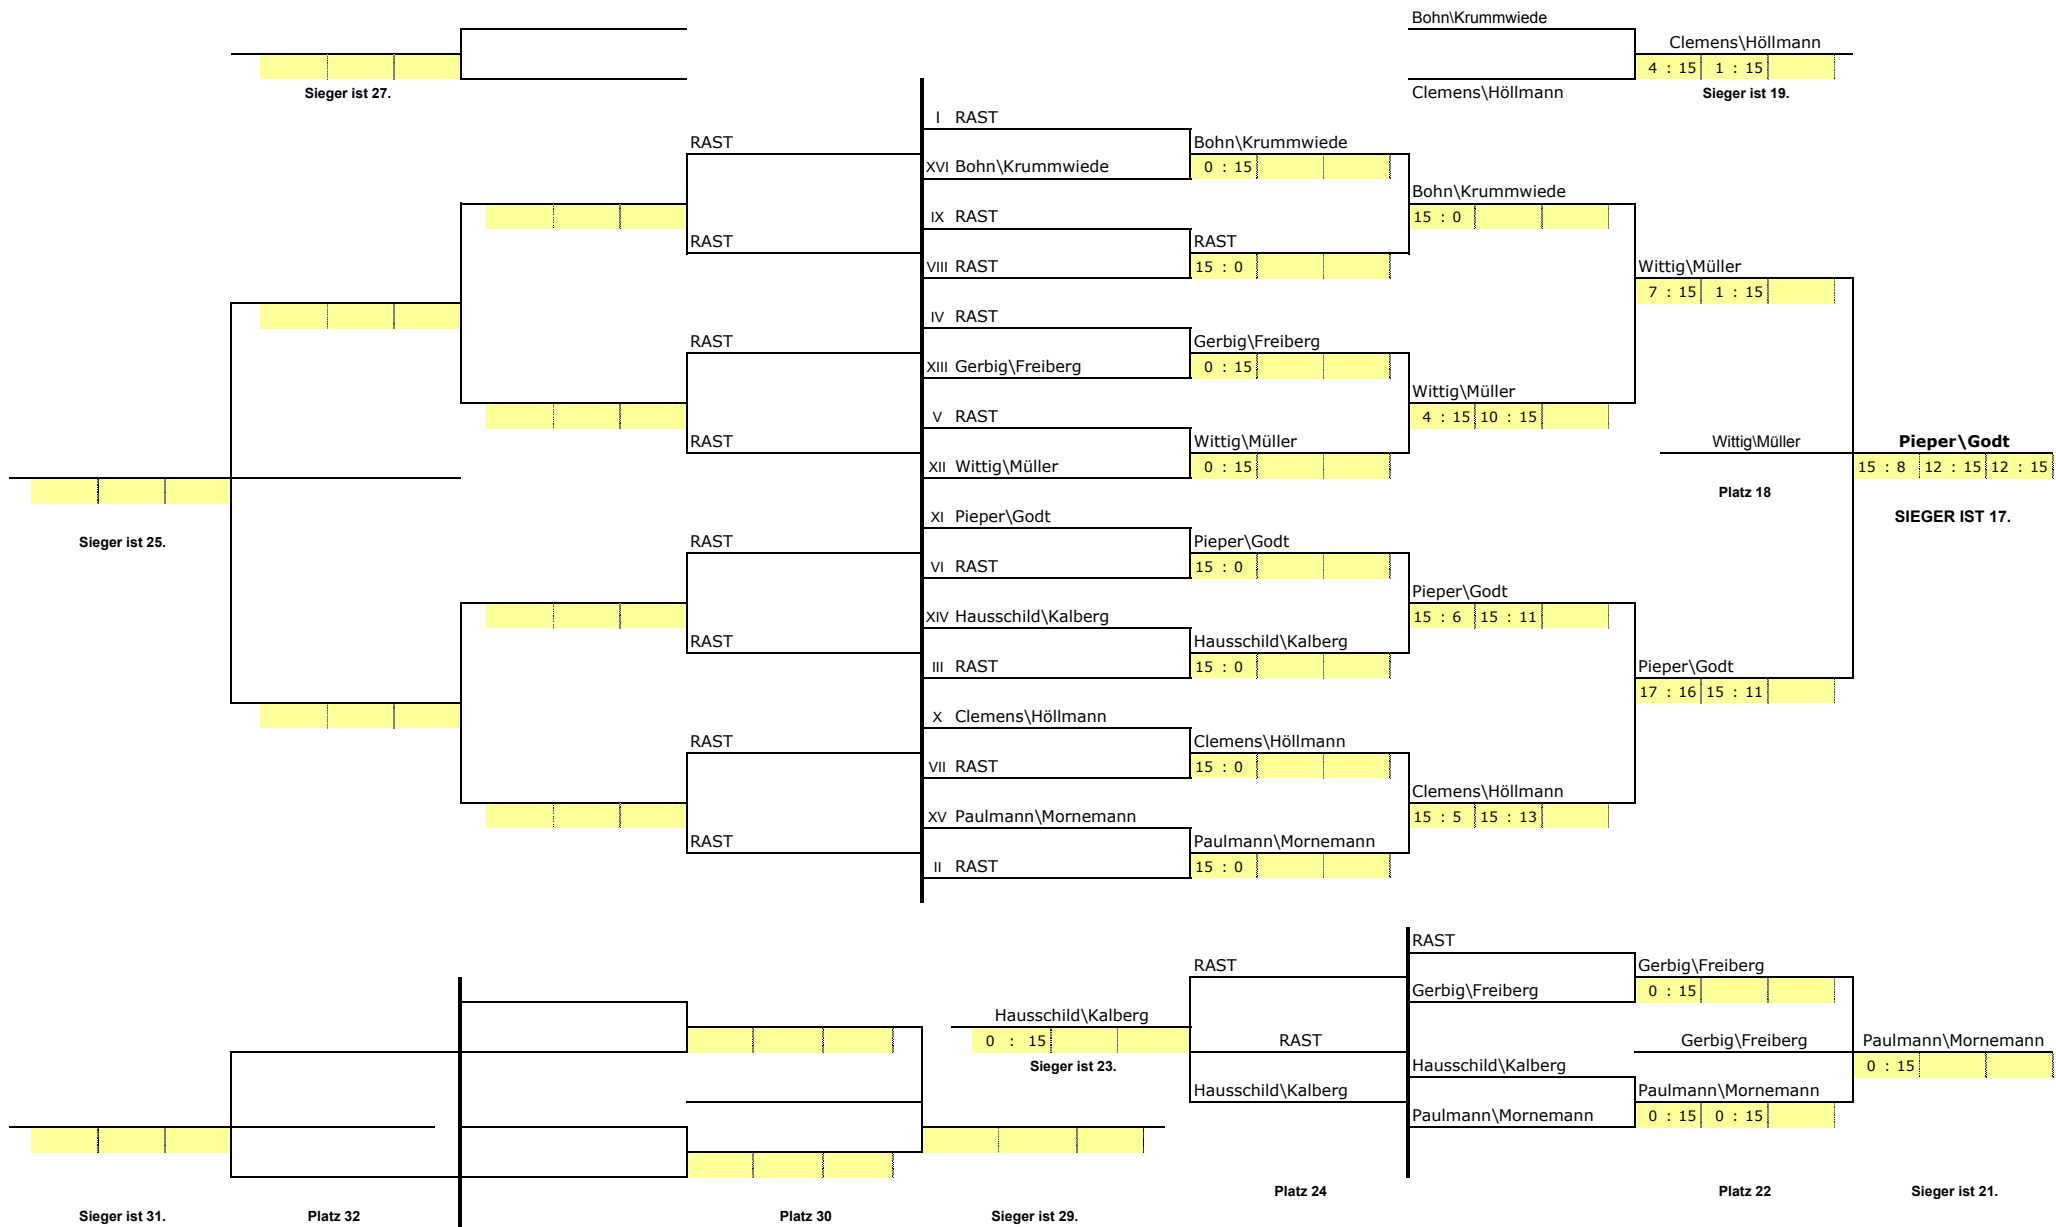 Bohn\Krummwiede
Clemens\Höllmann
4 : 15 1 : 15
Sieger ist 27.
Clemens\Höllmann
Sieger ist 19.
I RAST
RAST
Bohn\Krummwiede
XVI Bohn\Krummwiede
0 : 15
Bohn\Krummwiede
IX RAST
15 : 0
RAST
RAST
VIII RAST
15 : 0
Wittig\Müller
7 : 15 1 : 15
IV RAST
RAST
Gerbig\Freiberg
XIII Gerbig\Freiberg
0 : 15
Wittig\Müller
V RAST
4 : 15 10 : 15
RAST
Wittig\Müller
Wittig\Müller
Pieper\Godt
XII Wittig\Müller
0 : 15
15 : 8 12 : 15 12 : 15
Platz 18
XI Pieper\Godt
SIEGER IST 17.
Sieger ist 25.
RAST
Pieper\Godt
VI RAST
15 : 0
Pieper\Godt
XIV Hausschild\Kalberg
15 : 6 15 : 11
RAST
Hausschild\Kalberg
III RAST
15 : 0
Pieper\Godt
17 : 16 15 : 11
X Clemens\Höllmann
RAST
Clemens\Höllmann
VII RAST
15 : 0
Clemens\Höllmann
XV Paulmann\Mornemann
15 : 5 15 : 13
RAST
Paulmann\Mornemann
II RAST
15 : 0
RAST
RAST
Gerbig\Freiberg
Gerbig\Freiberg
0 : 15
Hausschild\Kalberg
0 : 15
RAST
Gerbig\Freiberg
Paulmann\Mornemann
Sieger ist 23.
Hausschild\Kalberg
0 : 15
Hausschild\Kalberg
Paulmann\Mornemann
Paulmann\Mornemann
0 : 15 0 : 15
Platz 24
Platz 22
Sieger ist 21.
Sieger ist 31.
Platz 32
Platz 30
Sieger ist 29.